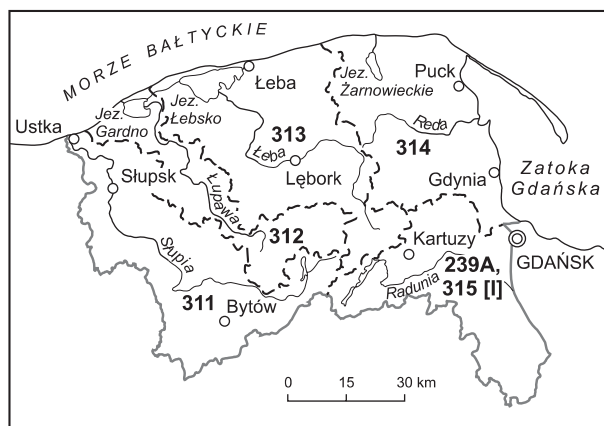 MORZE BAŁTYCKIE
Łeba
Jez.
Żarnowieckie
Puck
Ustka
Jez.
Gardno
Jez.
Łebsko
313
Reda
314
Zatoka
Gdańska
Słupsk
Łeba
Lębork
Gdynia
Łupawa
312
Kartuzy
GDAŃSK
Słupia
239A,
315 [I]
Radunia
311
Bytów
0 15 30 km